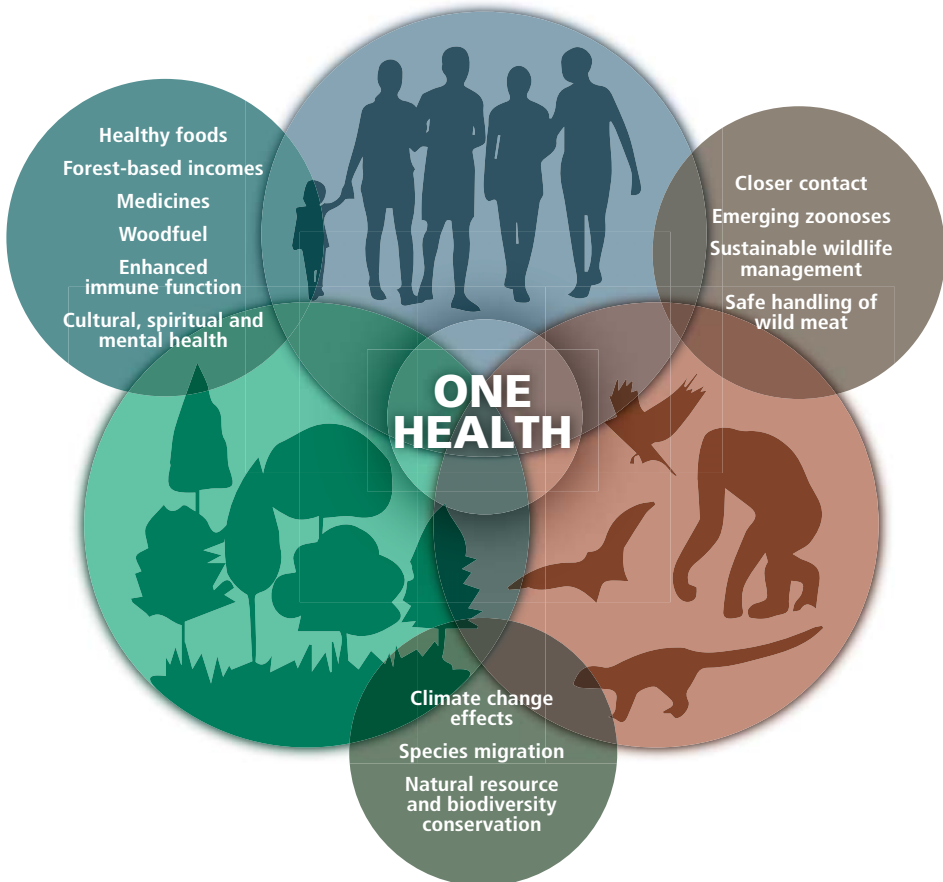 Healthy foods
Forest-based incomes
Medicines
Woodfuel
Enhanced
immune function
Cultural, spiritual and
mental health
Closer contact
Emerging zoonoses
Sustainable wildlife
management
Safe handling of
wild meat
ONE
HEALTH
Climate change
effects
Species migration
Natural resource
and biodiversity
conservation